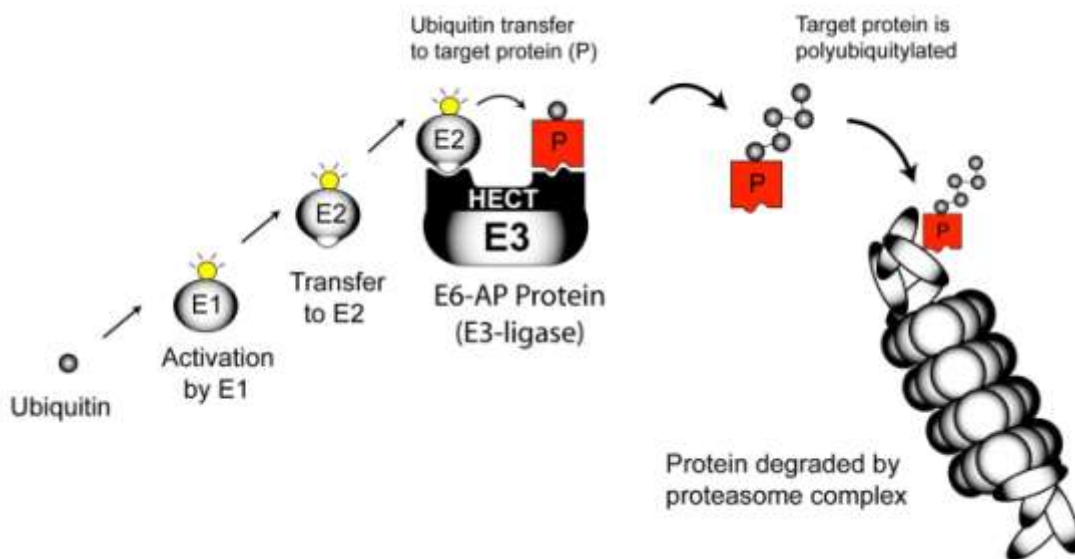 Ubiquitin
E1
Activation
by E1
E2
Transfer
to E2
Ubiquitin transfer
to target protein (P)
E2
P
HECT
E3
E6-AP Protein
(E3-ligase)
Target protein is
polyubiquitylated
P
P
Protein degraded by
proteasome complex